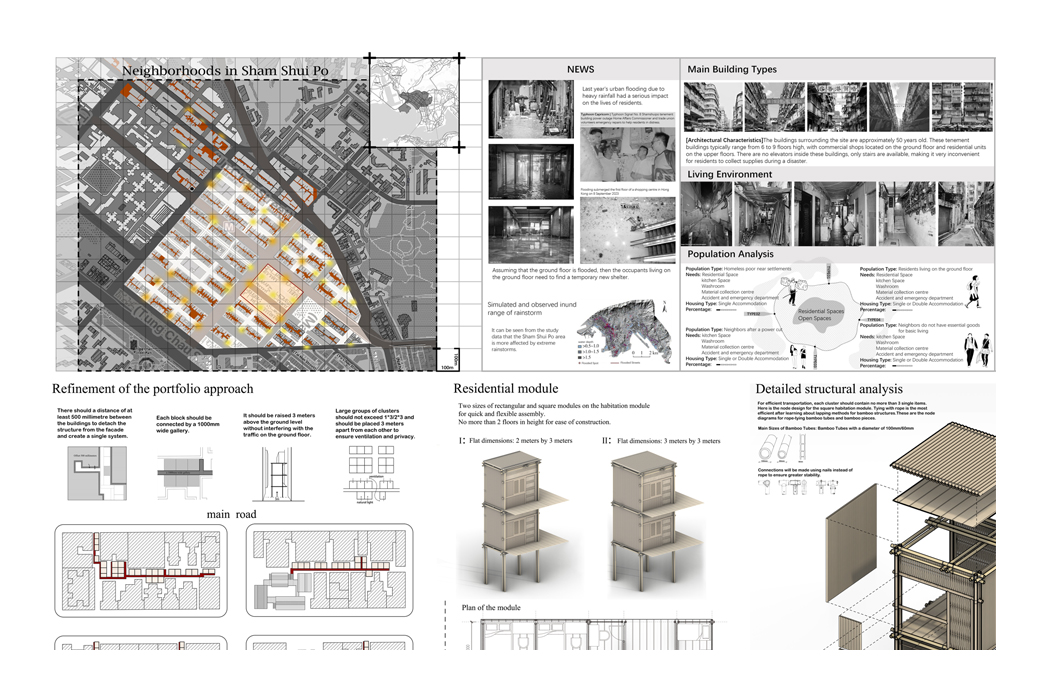 Neighborhoods in Sham Shui Po
100m
100m
NEWS
Last year's urban flooding due to
heavy rainfall had a serious impact
on the lives of residents.
Assuming that the ground floor is flooded, then the occupants living on
the ground floor need to find a temporary new shelter.
Simulated and observed inund
range of rainstorm
It can be seen from the study
data that the Sham Shui Po area
is more affected by extreme
rainstorms.
0 1 2 km
Main Building Types
[Architectural Characteristics]The buildings surrounding the site are approximately 50 years old. These tenement
buildings typically range from 6 to 9 floors high, with commercial shops located on the ground floor and residential units
on the upper floors. There are no elevators inside these buildings, only stairs are available, making it very inconvenient
for residents to collect supplies during a disaster.
Living Environment
Population Analysis
Population Type: Homeless poor near settlements
Needs: Residential Space
kitchen Space
Washroom
Material collection centre
Accident and emergency department
Housing Type: Single Accommodation
Percentage:
Population Type: Neighbors after a power cut
Needs: kitchen Space
Washroom
Material collection centre
Accident and emergency department
Housing Type: Single or Double Accommodation
Percentage:
Residential Spaces
Open Spaces
Population Type: Residents living on the ground floor
Needs: Residential Space
kitchen Space
Washroom
Material collection centre
Accident and emergency department
Housing Type: Single or Double Accommodation
Percentage:
Population Type: Neighbors do not have essential goods
for basic living
Needs: kitchen Space
Washroom
Material collection centre
Accident and emergency department
Housing Type: Single or Double Accommodation
Percentage:
Refinement of the portfolio approach
There should a distance of at
least 500 millimetre between
the buildings to detach the
structure from the facade
and create a single system.
Each block should be
connected by a 1000mm
wide gallery.
It should be raised 3 meters
above the ground level
without interfering with the
traffic on the ground floor.
Large groups of clusters
should not exceed 1*3/2*3 and
should be placed 3 meters
apart from each other to
ensure ventilation and privacy.
natural light
main road
Residential module
Two sizes of rectangular and square modules on the habitation module
for quick and flexible assembly.
No more than 2 floors in height for ease of construction.
I: Flat dimensions: 2 meters by 3 meters
II: Flat dimensions: 3 meters by 3 meters
Plan of the module
Detailed structural analysis
For efficient transportation, each cluster should contain no more than 3 single items.
Here is the node design for the square habitation module. Tying with rope is the most
efficient after learning about lapping methods for bamboo structures. These are the node
diagrams for rope-tying bamboo tubes and bamboo pieces.
Main Sizes of Bamboo Tubes: Bamboo Tubes with a diameter of 100mm/60mm
Connections will be made using nails instead of
rope to ensure greater stability.